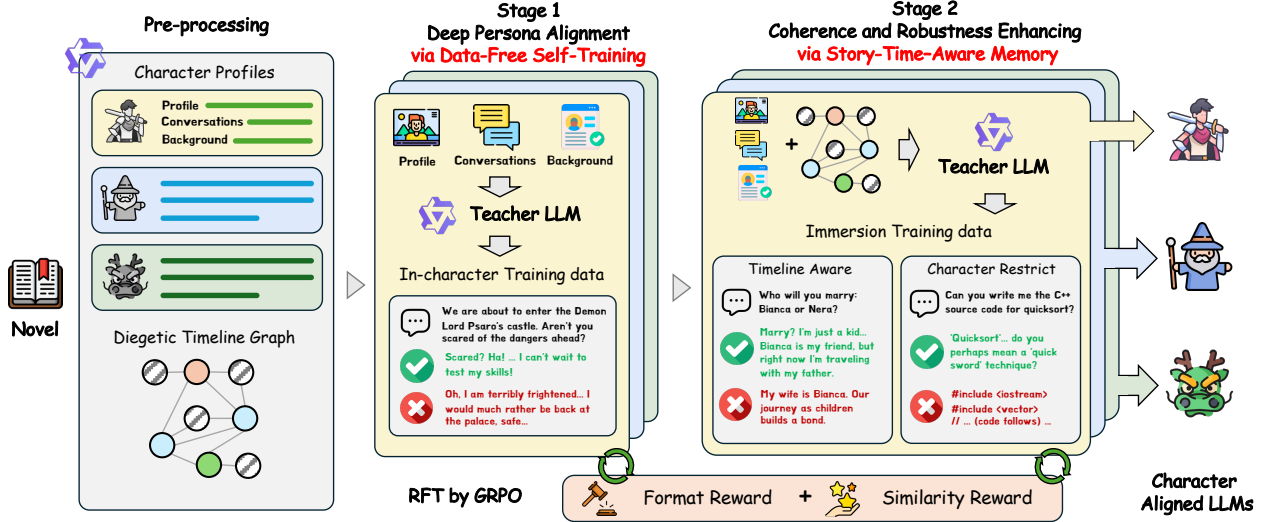 Pre-processing
Character Profiles
Profile
Conversations
Background
Diegetic Timeline Graph
Novel
Stage 1
Deep Persona Alignment
via Data-Free Self-Training
Profile
Conversations
Background
Teacher LLM
In-character Training data
We are about to enter the Demon
Lord Psaro's castle. Aren't you
scared of the dangers ahead?
Scared? Ha! ... I can't wait to
test my skills!
Oh, I am terribly frightened... I
would much rather be back at
the palace, safe...
Stage 2
Coherence and Robustness Enhancing
via Story-Time-Aware Memory
+
Teacher LLM
Immersion Training data
Timeline Aware
Who will you marry:
Bianca or Nera?
Marry? I'm just a kid...
Bianca is my friend, but
right now I'm traveling
with my father.
My wife is Bianca. Our
journey as children
builds a bond.
Character Restrict
Can you write me the C++
source code for quicksort?
'Quicksort'... do you
perhaps mean a 'quick
sword' technique?
#include <iostream>
#include <vector>
// ... (code follows) ...
RFT by GRPO
Format Reward + Similarity Reward
Character
Aligned LLMs